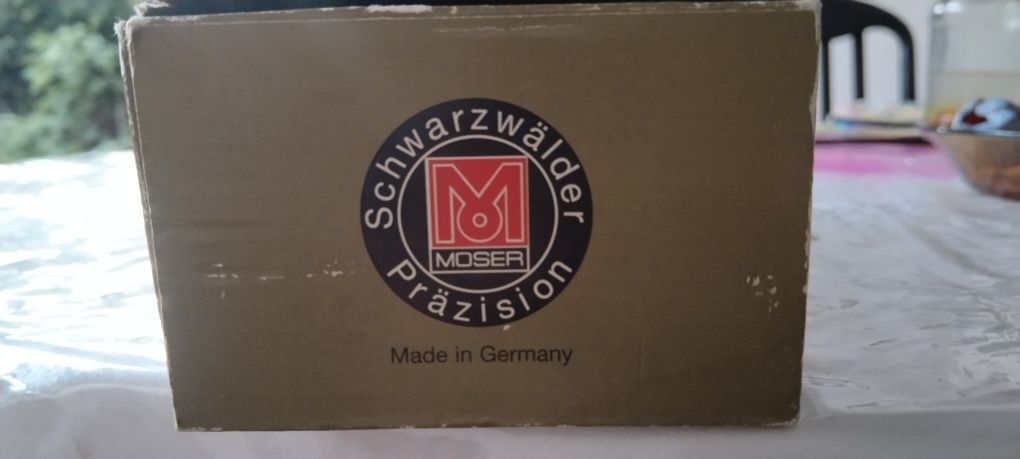 Schwarzwälder
MOSER
Präzision
Made in Germany